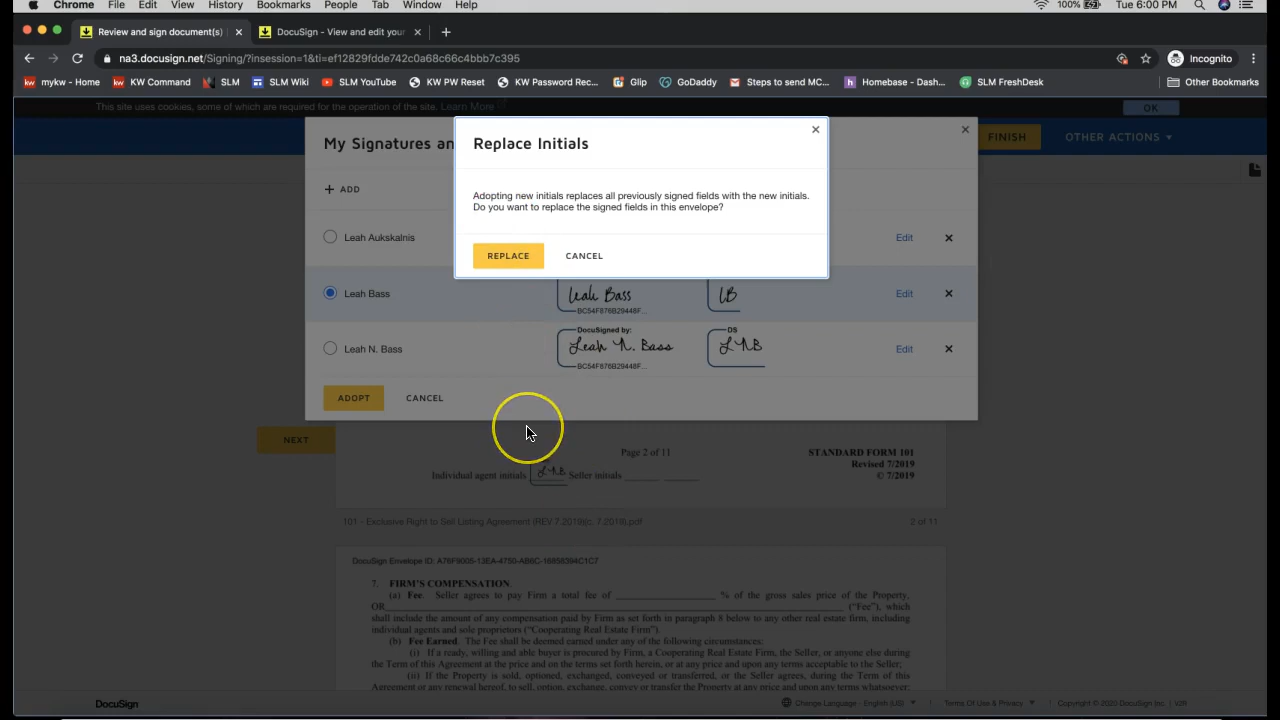 Chrome File Edit View History Bookmarks People Tab Window Help 100% Tue 6:00 PM
Review and sign document(s) DocuSign - View and edit your
na3.docusign.net/Signing/?insession=1&ti=ef12829fdde742c0a68c66c4bbb7c395 Incognito
mykw - Home KW Command SLM SLM Wiki SLM YouTube KW PW Reset KW Password Rec... Glip GoDaddy Steps to send MC... Homebase - Dash... SLM FreshDesk Other Bookmarks
This site uses cookies, some of which are required for the operation of the site. Learn More OK
My Signatures an Replace Initials FINISH OTHER ACTIONS
+ ADD
Adopting new initials replaces all previously signed fields with the new initials.
Do you want to replace the signed fields in this envelope?
Leah Aukskalnis Edit
REPLACE CANCEL
Leah Bass Leah Bass LB Edit
BC54F876B29448F...
DocuSigned by: DS
Leah N. Bass Leah N. Bass LNB Edit
BC54F876B29448F...
ADOPT CANCEL
NEXT
Page 2 of 11 STANDARD FORM 101
Revised 7/2019
Individual agent initials LNB Seller initials © 7/2019
101 - Exclusive Right to Sell Listing Agreement (REV 7.2019)(c. 7.2019).pdf 2 of 11
DocuSign Envelope ID: A76F9005-13EA-4750-AB6C-16858394C1C7
7. FIRM'S COMPENSATION.
(a) Fee. Seller agrees to pay Firm a total fee of ____________ % of the gross sales price of the Property,
OR____________ ("Fee"), which
shall include the amount of any compensation paid by Firm as set forth in paragraph 8 below to any other real estate firm, including
individual agents and sole proprietors ("Cooperating Real Estate Firm").
(b) Fee Earned. The Fee shall be deemed earned under any of the following circumstances:
(i) If a ready, willing and able buyer is procured by Firm, a Cooperating Real Estate Firm, the Seller, or anyone else during
the Term of this Agreement at the price and on the terms set forth herein, or at any price and upon any terms acceptable to the Seller;
(ii) If the Property is sold, optioned, exchanged, conveyed or transferred, or the Seller agrees, during the Term of this
Agreement or any renewal hereof, to sell, option, exchange, convey or transfer the Property at any price and upon any terms whatsoever;
DocuSign Change Language - English (US) Terms Of Use & Privacy Copyright © 2020 DocuSign Inc. V2R